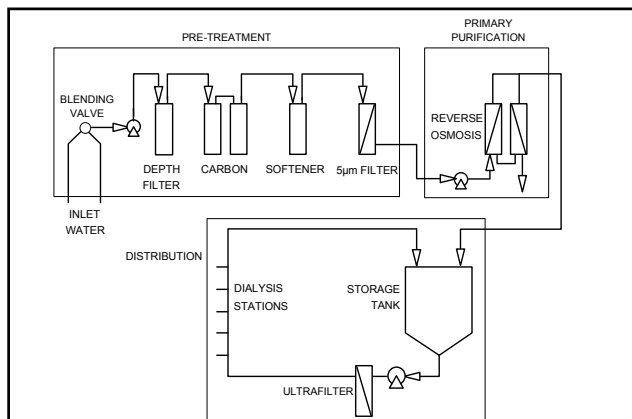 PRE-TREATMENT
PRIMARY
PURIFICATION
BLENDING
VALVE
REVERSE
OSMOSIS
DEPTH
FILTER
CARBON
SOFTENER
5µm FILTER
INLET
WATER
DISTRIBUTION
DIALYSIS
STATIONS
STORAGE
TANK
ULTRAFILTER